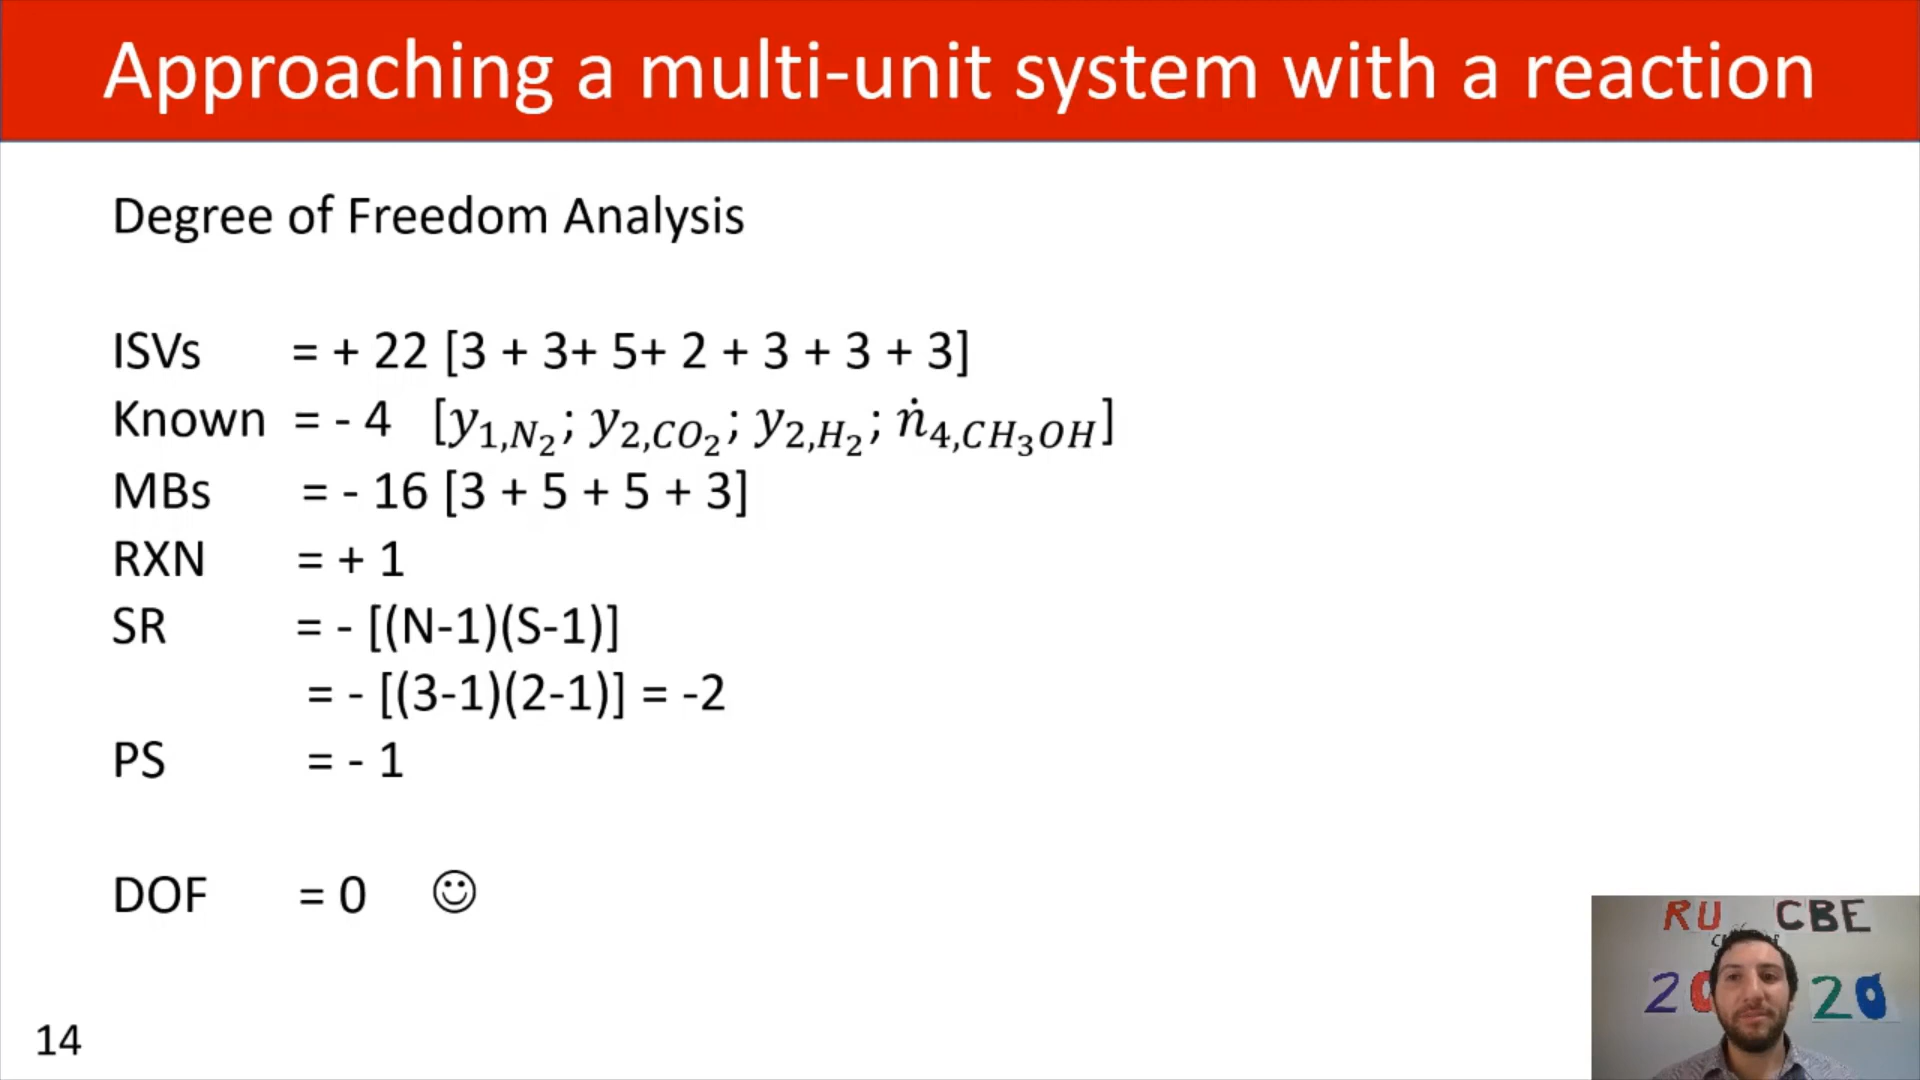 Approaching a multi-unit system with a reaction
Degree of Freedom Analysis
ISVs = + 22 [3 + 3+ 5+ 2 + 3 + 3 + 3]
Known = - 4 [y₁,N₂; y₂,CO₂; y₂,H₂; ṅ₄,CH₃OH]
MBs = - 16 [3 + 5 + 5 + 3]
RXN = + 1
SR = - [(N-1)(S-1)]
= - [(3-1)(2-1)] = -2
PS = - 1
DOF = 0 ☺
14
RU CBE
20 20